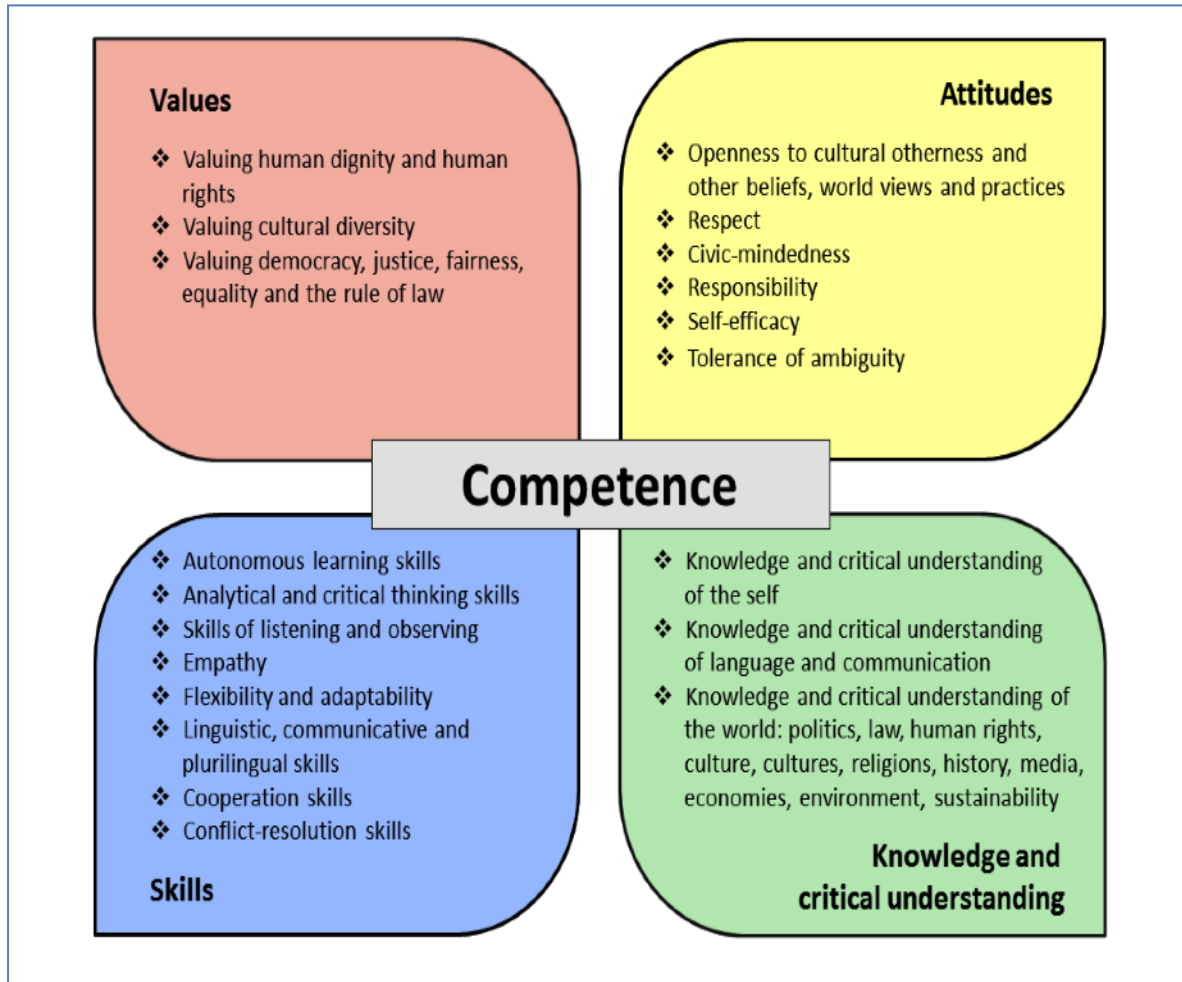 Values
❖ Valuing human dignity and human
rights
❖ Valuing cultural diversity
❖ Valuing democracy, justice, fairness,
equality and the rule of law
Attitudes
❖ Openness to cultural otherness and
other beliefs, world views and practices
❖ Respect
❖ Civic-mindedness
❖ Responsibility
❖ Self-efficacy
❖ Tolerance of ambiguity
Competence
❖ Autonomous learning skills
❖ Analytical and critical thinking skills
❖ Skills of listening and observing
❖ Empathy
❖ Flexibility and adaptability
❖ Linguistic, communicative and
plurilingual skills
❖ Cooperation skills
❖ Conflict-resolution skills
Skills
❖ Knowledge and critical understanding
of the self
❖ Knowledge and critical understanding
of language and communication
❖ Knowledge and critical understanding of
the world: politics, law, human rights,
culture, cultures, religions, history, media,
economies, environment, sustainability
Knowledge and
critical understanding